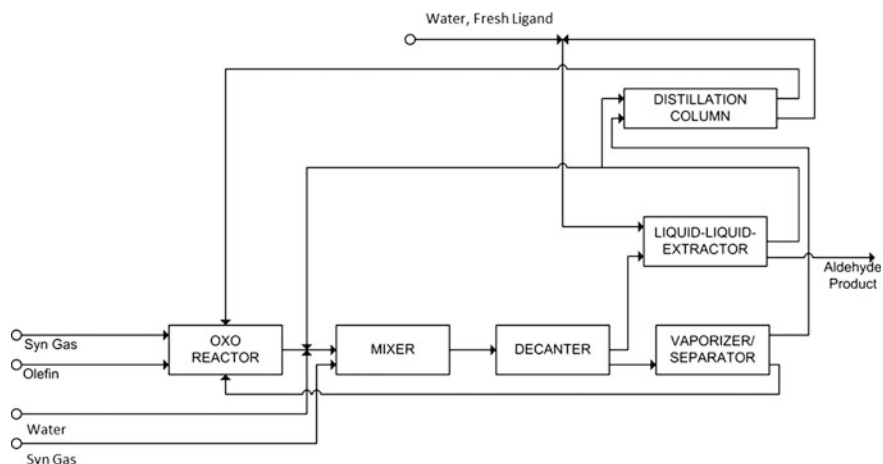 Water, Fresh Ligand
DISTILLATION
COLUMN
LIQUID-LIQUID-
EXTRACTOR
Aldehyde
Product
Syn Gas
OXO
REACTOR
MIXER
DECANTER
VAPORIZER/
SEPARATOR
Olefin
Water
Syn Gas